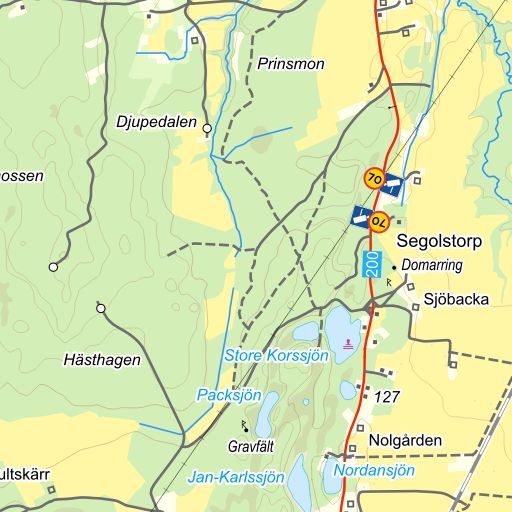 Prinsmon
Djupedalen
ossen
70
70
Segolstorp
200
Domarring
Sjöbacka
Store Korssjön
Hästhagen
Packsjön
127
Gravfält
Nolgården
ultskärr
Jan-Karlssjön
Nordansjön